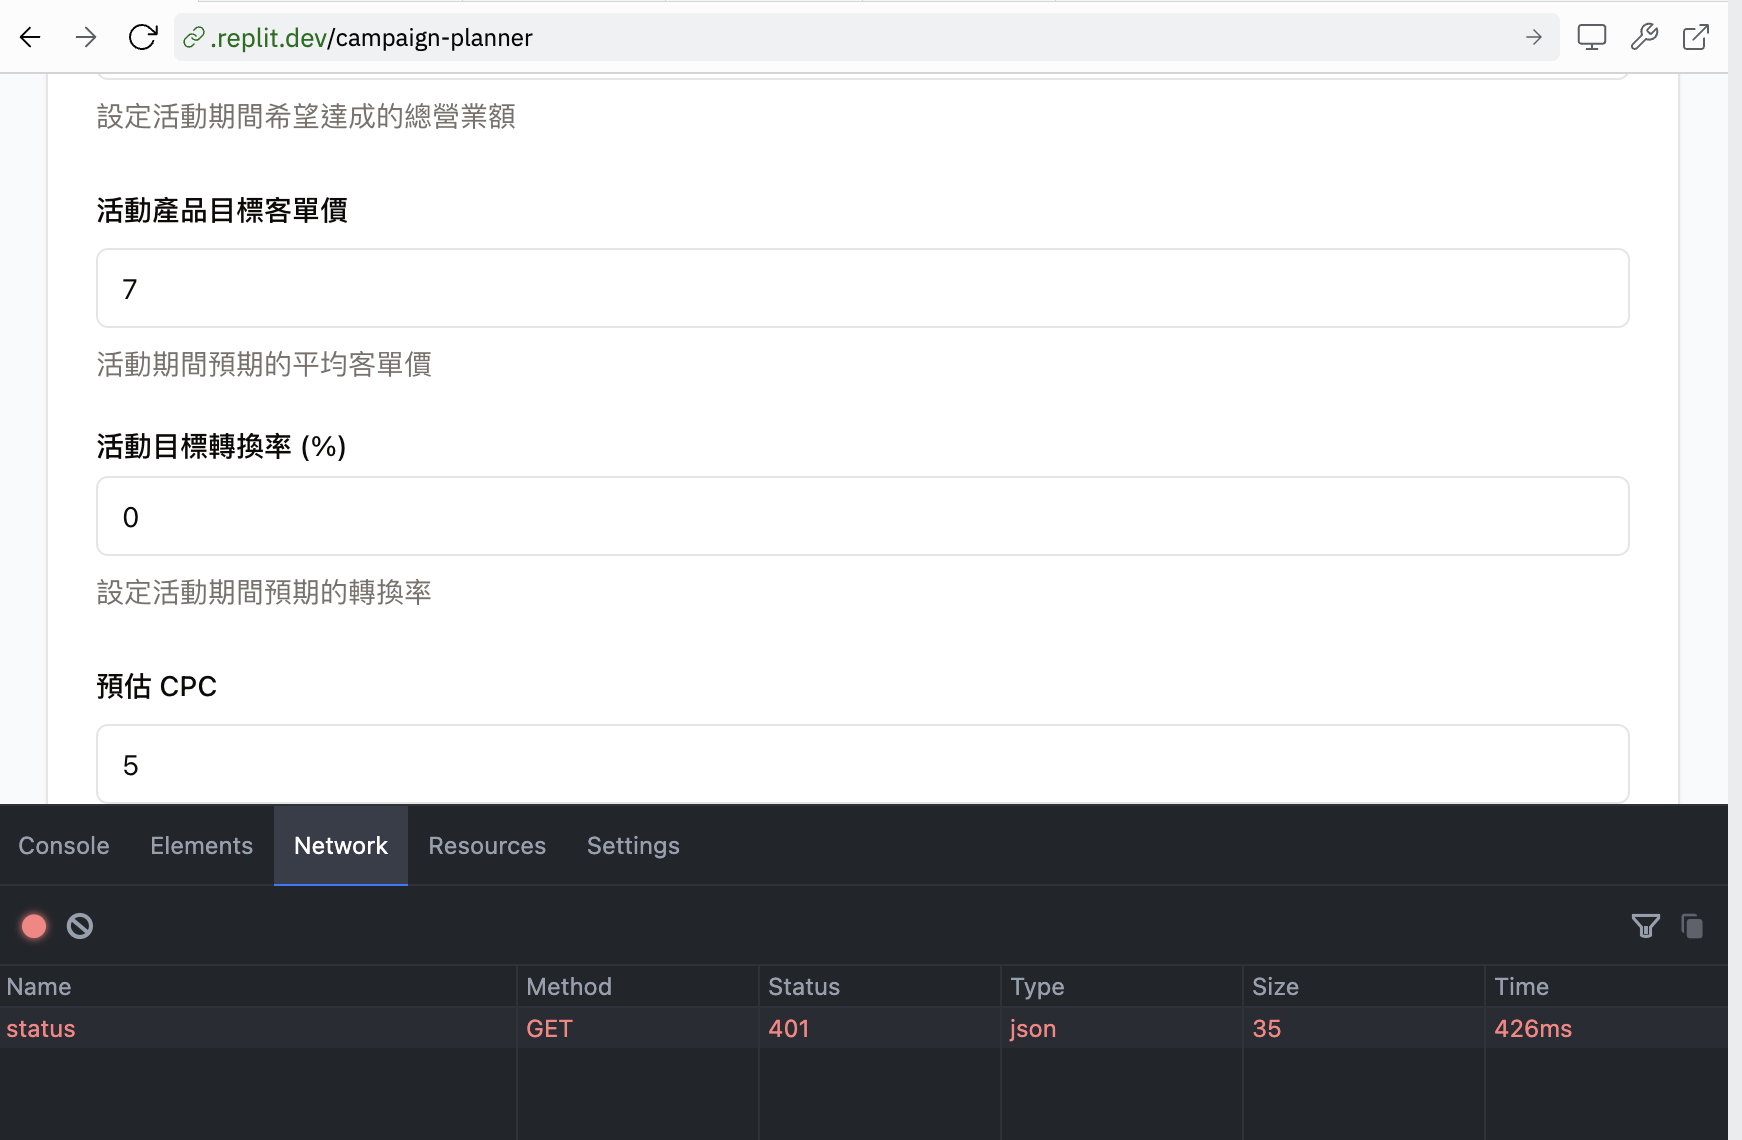 .replit.dev/campaign-planner
設定活動期間希望達成的總營業額
活動產品目標客單價
7
活動期間預期的平均客單價
活動目標轉換率 (%)
0
設定活動期間預期的轉換率
預估 CPC
5
Console Elements Network Resources Settings
Name Method Status Type Size Time
status GET 401 json 35 426ms